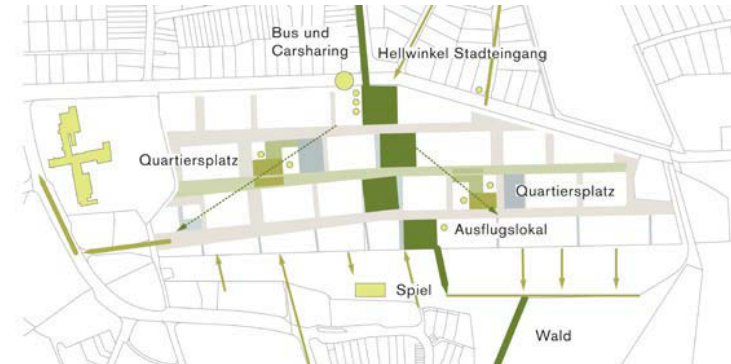 Bus und
Carsharing
Hellwinkel Stadteingang
Quartiersplatz
Quartiersplatz
Ausflugslokal
Spiel
Wald